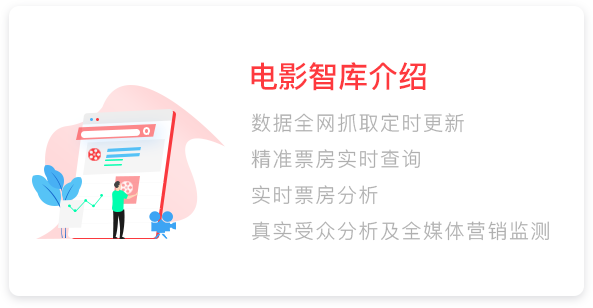 电影智库介绍
数据全网抓取定时更新
精准票房实时查询
实时票房分析
真实受众分析及全媒体营销监测